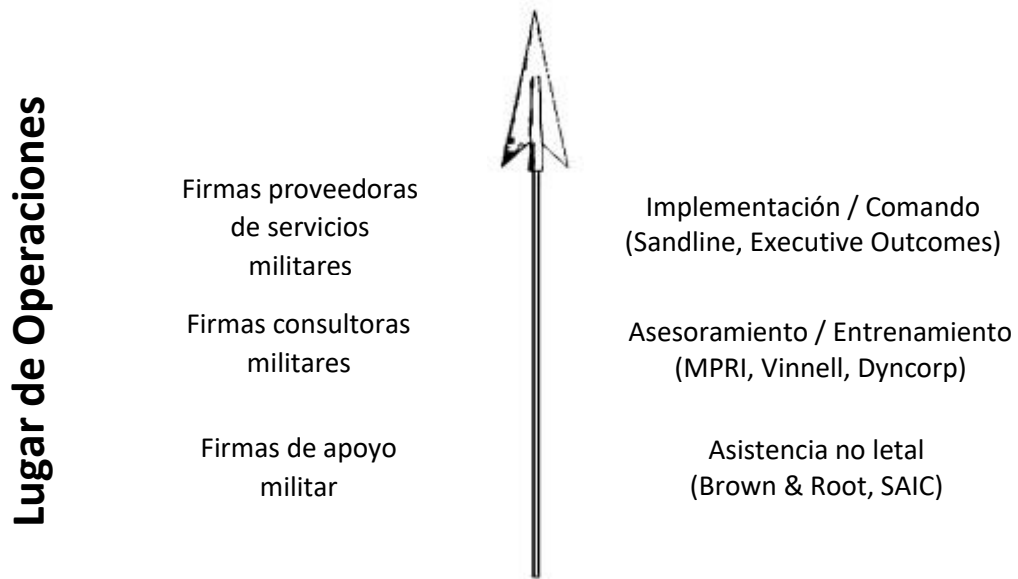 Lugar de Operaciones
Firmas proveedoras
de servicios
militares
Implementación / Comando
(Sandline, Executive Outcomes)
Firmas consultoras
militares
Asesoramiento / Entrenamiento
(MPRI, Vinnell, Dyncorp)
Firmas de apoyo
militar
Asistencia no letal
(Brown & Root, SAIC)